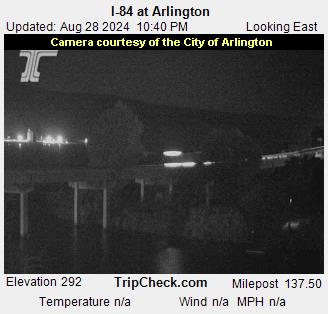 I-84 at Arlington
Updated: Aug 28 2024 10:40 PM Looking East
Camera courtesy of the City of Arlington
Elevation 292 TripCheck.com Milepost 137.50
Temperature n/a Wind n/a MPH n/a